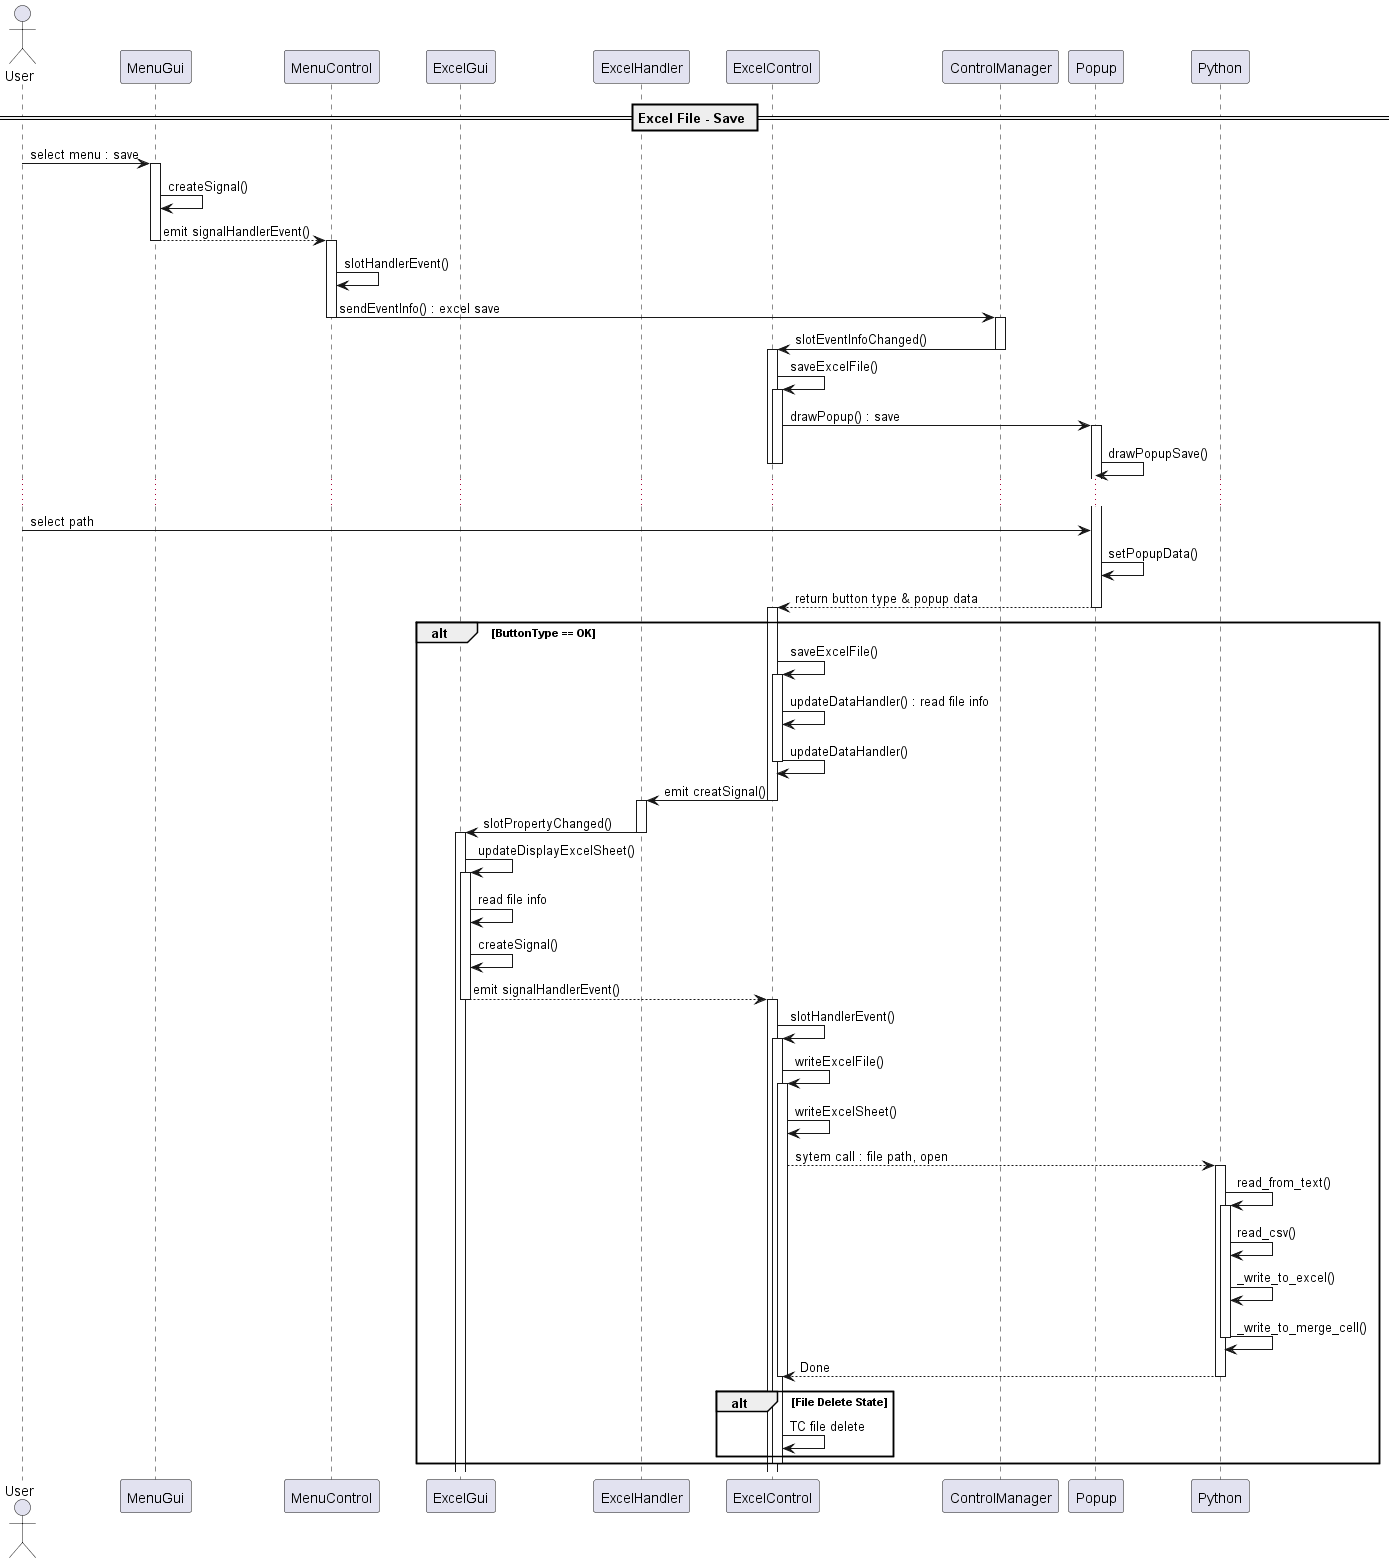 User
MenuGui
MenuControl
ExcelGui
ExcelHandler
ExcelControl
ControlManager
Popup
Python
Excel File - Save
select menu : save
createSignal()
emit signalHandlerEvent()
slotHandlerEvent()
sendEventInfo() : excel save
slotEventInfoChanged()
saveExcelFile()
drawPopup() : save
drawPopupSave()
select path
setPopupData()
return button type & popup data
alt [ButtonType == OK]
saveExcelFile()
updateDataHandler() : read file info
updateDataHandler()
emit creatSignal()
slotPropertyChanged()
updateDisplayExcelSheet()
read file info
createSignal()
emit signalHandlerEvent()
slotHandlerEvent()
writeExcelFile()
writeExcelSheet()
sytem call : file path, open
read_from_text()
read_csv()
_write_to_excel()
_write_to_merge_cell()
Done
alt [File Delete State]
TC file delete
User
MenuGui
MenuControl
ExcelGui
ExcelHandler
ExcelControl
ControlManager
Popup
Python